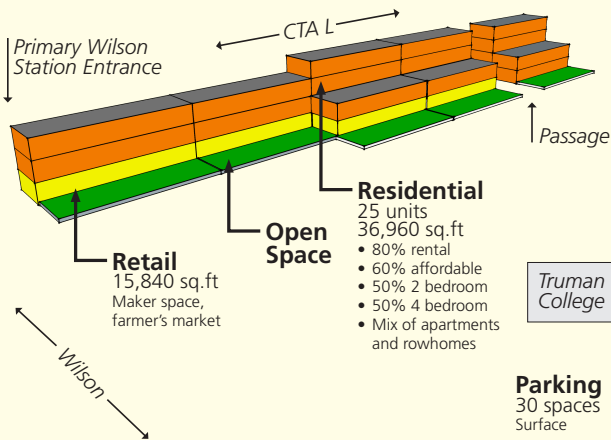 CTA L
Primary Wilson
Station Entrance
Passage
Residential
25 units
36,960 sq.ft
• 80% rental
• 60% affordable
• 50% 2 bedroom
• 50% 4 bedroom
• Mix of apartments
and rowhomes
Open
Space
Retail
15,840 sq.ft
Maker space,
farmer's market
Truman
College
Wilson
Parking
30 spaces
Surface